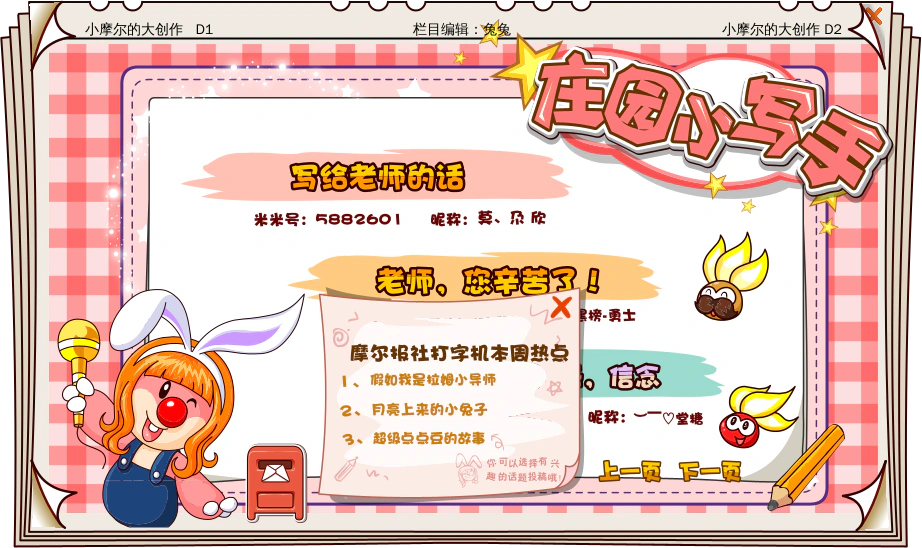 小摩尔的大创作 D1
栏目编辑：兔兔
小摩尔的大创作 D2
庄园小写手
写给老师的话
米米号：5882601 昵称：莫、尕 欣
老师，您辛苦了！
榜-勇士
，信念
昵称：︶￣♡堂糖
摩尔报社打字机本周热点
1、假如我是拉姆小导师
2、月亮上来的小兔子
3、超级点点豆的故事
你可以选择有兴
趣的话题投稿哦!
上一页 下一页